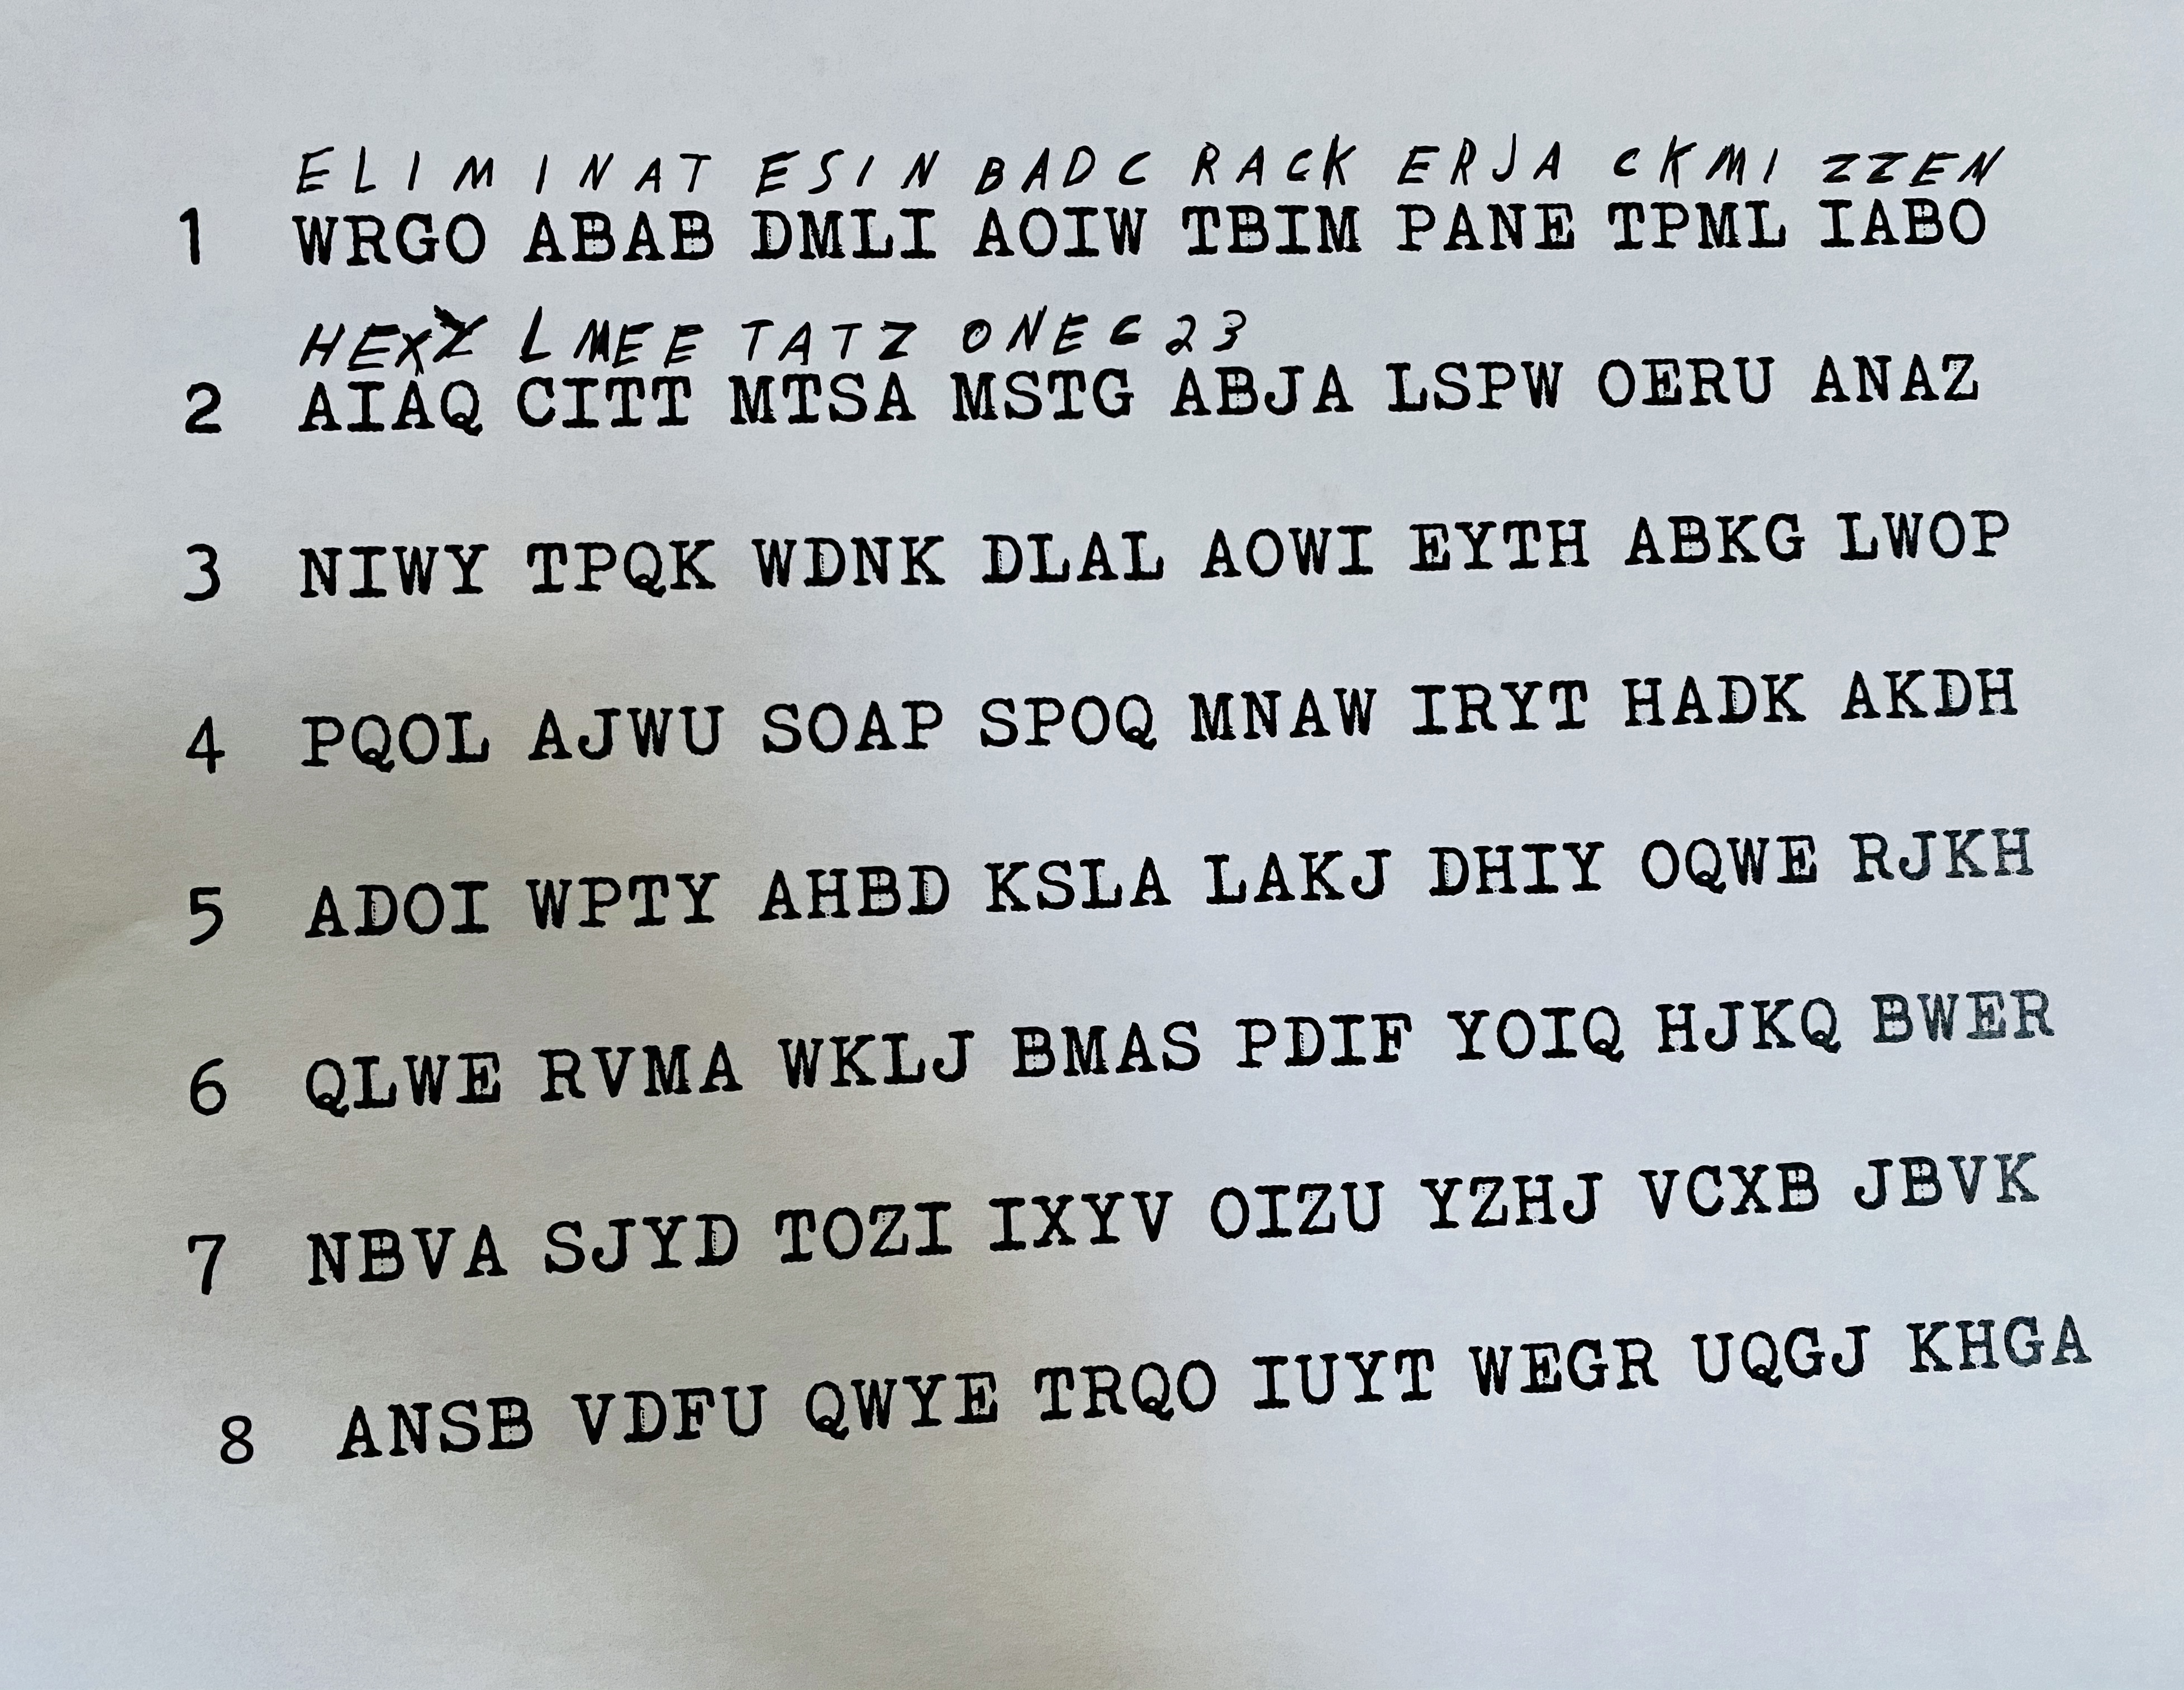 ELIMINAT ESIN BADC RACK ERJA CKMI ZZEN
1 WRGO ABAB DMLI AOIW TBIM PANE TPML IABO
L MEE TATZ ONEC 23
2 AIAQ CITT MTSA MSTG ABJA LSPW OERU ANAZ
3 NIWY TPQK WDNK DLAL AOWI EYTH ABKG LWOP
4 PQOL AJWU SOAP SPOQ MNAW IRYT HADK AKDH
5 ADOI WPTY AHBD KSLA LAKJ DHIY OQWE RJKH
6 QLWE RVMA WKLJ BMAS PDIF YOIQ HJKQ BWER
7 NBVA SJYD TOZI IXYV OIZU YZHJ VCXB JBVK
8 ANSB VDFU QWYE TRQO IUYT WEGR UQGJ KHGA